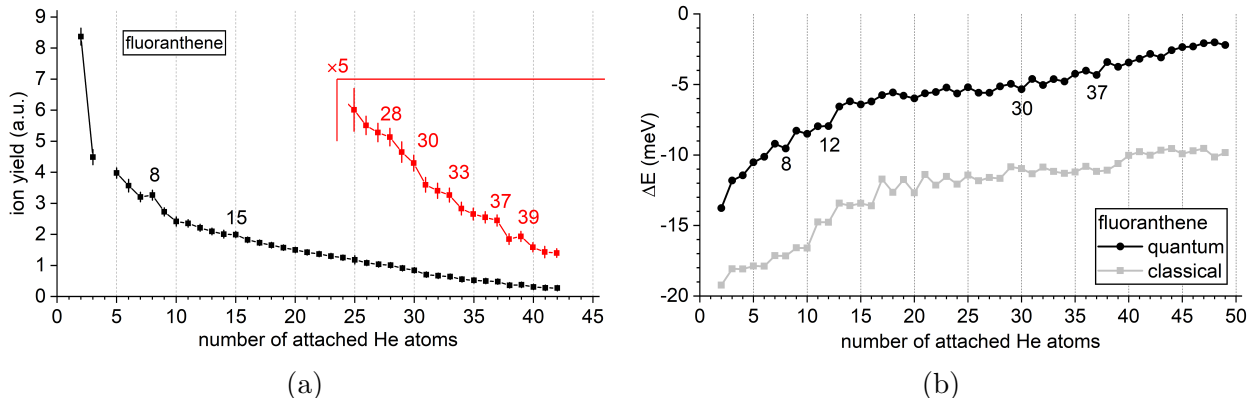 9
8
7
6
5
4
3
2
1
0
ion yield (a.u.)
fluoranthene
×5
8
15
28
30
33
37
39
0 5 10 15 20 25 30 35 40 45
number of attached He atoms
(a)
-0
-5
-10
-15
-20
ΔE (meV)
8
12
30
37
fluoranthene
quantum
classical
0 5 10 15 20 25 30 35 40 45 50
number of attached He atoms
(b)